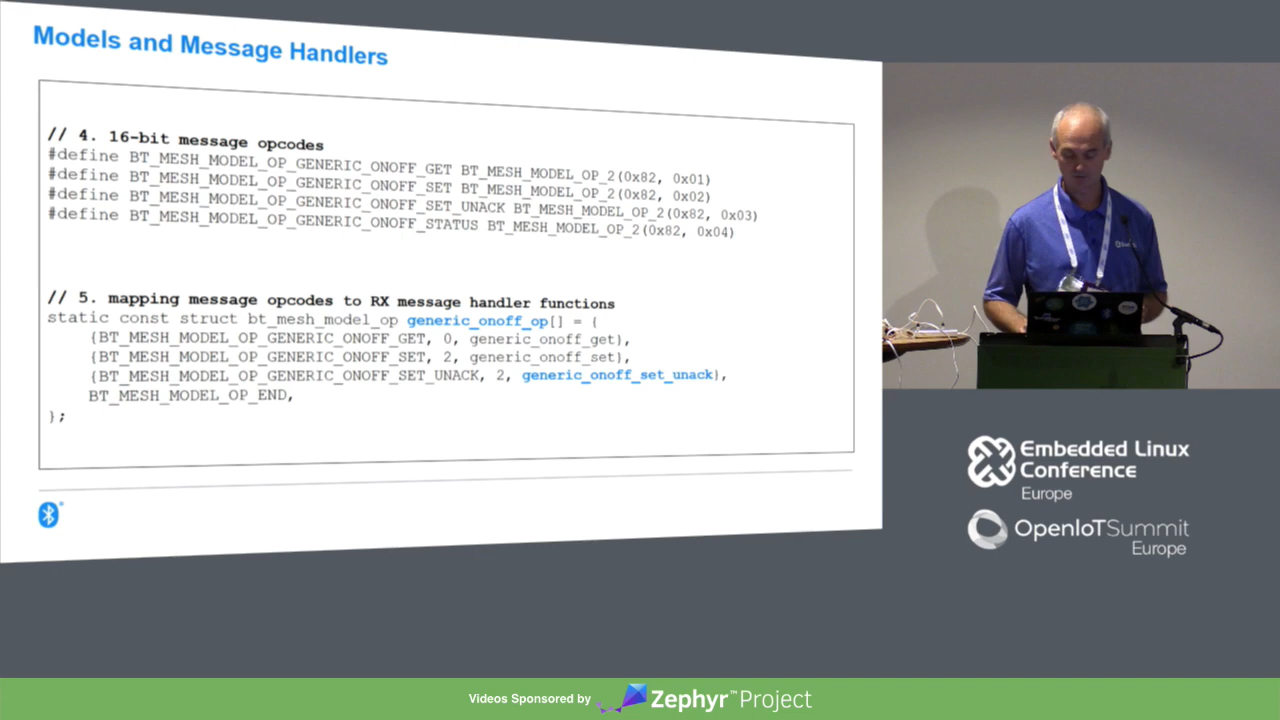 Models and Message Handlers
// 4. 16-bit message opcodes
#define BT_MESH_MODEL_OP_GENERIC_ONOFF_GET BT_MESH_MODEL_OP_2(0x82, 0x01)
#define BT_MESH_MODEL_OP_GENERIC_ONOFF_SET BT_MESH_MODEL_OP_2(0x82, 0x02)
#define BT_MESH_MODEL_OP_GENERIC_ONOFF_SET_UNACK BT_MESH_MODEL_OP_2(0x82, 0x03)
#define BT_MESH_MODEL_OP_GENERIC_ONOFF_STATUS BT_MESH_MODEL_OP_2(0x82, 0x04)
// 5. mapping message opcodes to RX message handler functions
static const struct bt_mesh_model_op generic_onoff_op[] = {
{BT_MESH_MODEL_OP_GENERIC_ONOFF_GET, 0, generic_onoff_get},
{BT_MESH_MODEL_OP_GENERIC_ONOFF_SET, 2, generic_onoff_set},
{BT_MESH_MODEL_OP_GENERIC_ONOFF_SET_UNACK, 2, generic_onoff_set_unack},
BT_MESH_MODEL_OP_END,
};
Embedded Linux
Conference
Europe
OpenIoTSummit
Europe
Videos Sponsored by Zephyr™Project